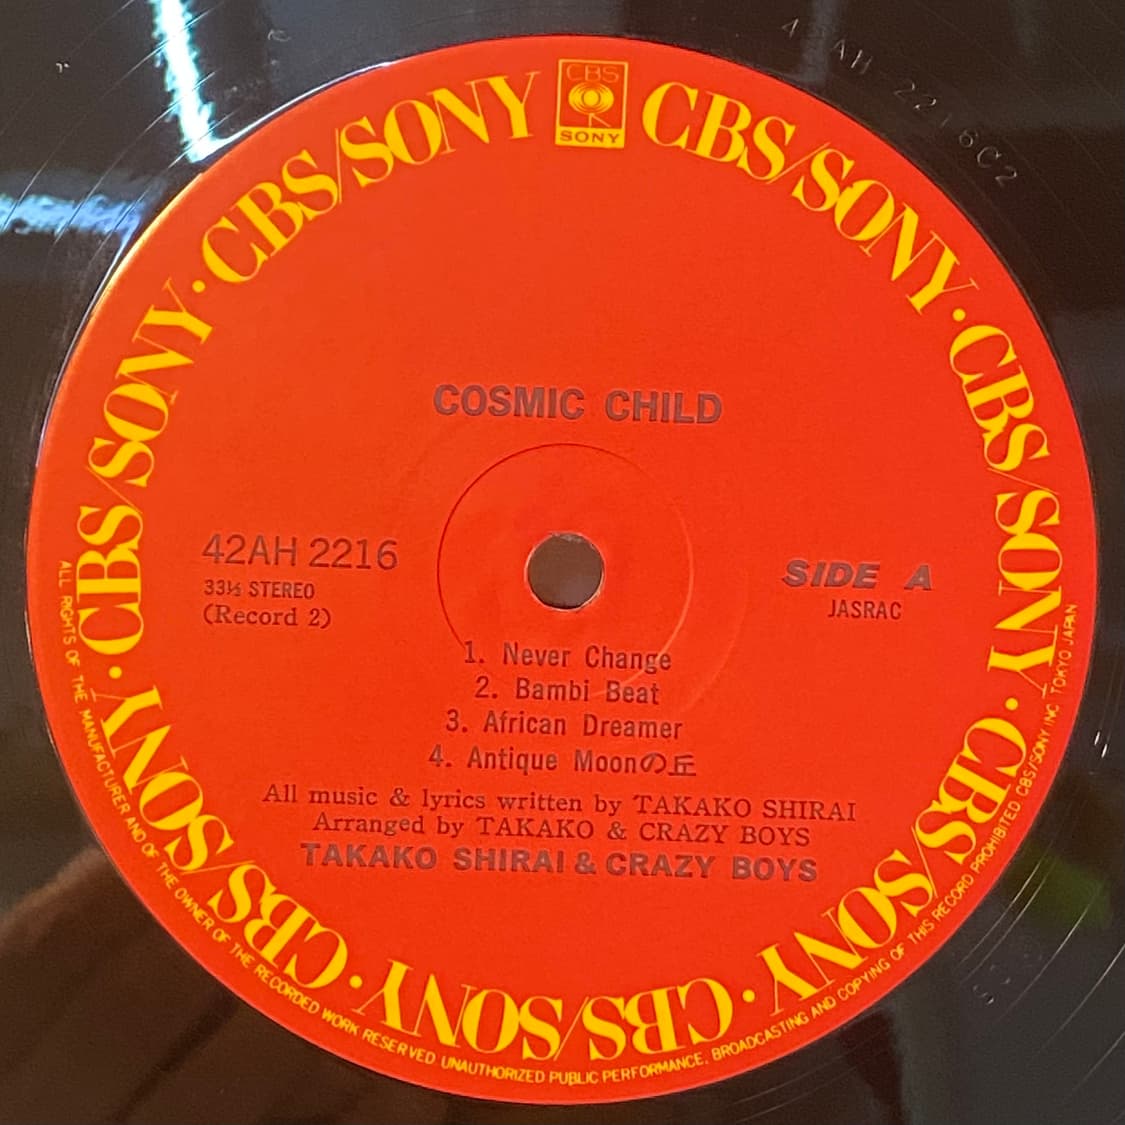 CBS
SONY
CBS/SONY · CBS/SONY · CBS/SONY · CBS/SONY · CBS/SONY · CBS/SONY · CBS/SONY · CBS/SONY
COSMIC CHILD
42AH 2216
33⅓ STEREO
(Record 2)
SIDE A
JASRAC
1. Never Change
2. Bambi Beat
3. African Dreamer
4. Antique Moonの丘
All music & lyrics written by TAKAKO SHIRAI
Arranged by TAKAKO & CRAZY BOYS
TAKAKO SHIRAI & CRAZY BOYS
ALL RIGHTS OF THE MANUFACTURER AND OF THE OWNER OF THE RECORDED WORK RESERVED UNAUTHORIZED PUBLIC PERFORMANCE, BROADCASTING AND COPYING OF THIS RECORD PROHIBITED CBS/SONY INC. TOKYO JAPAN